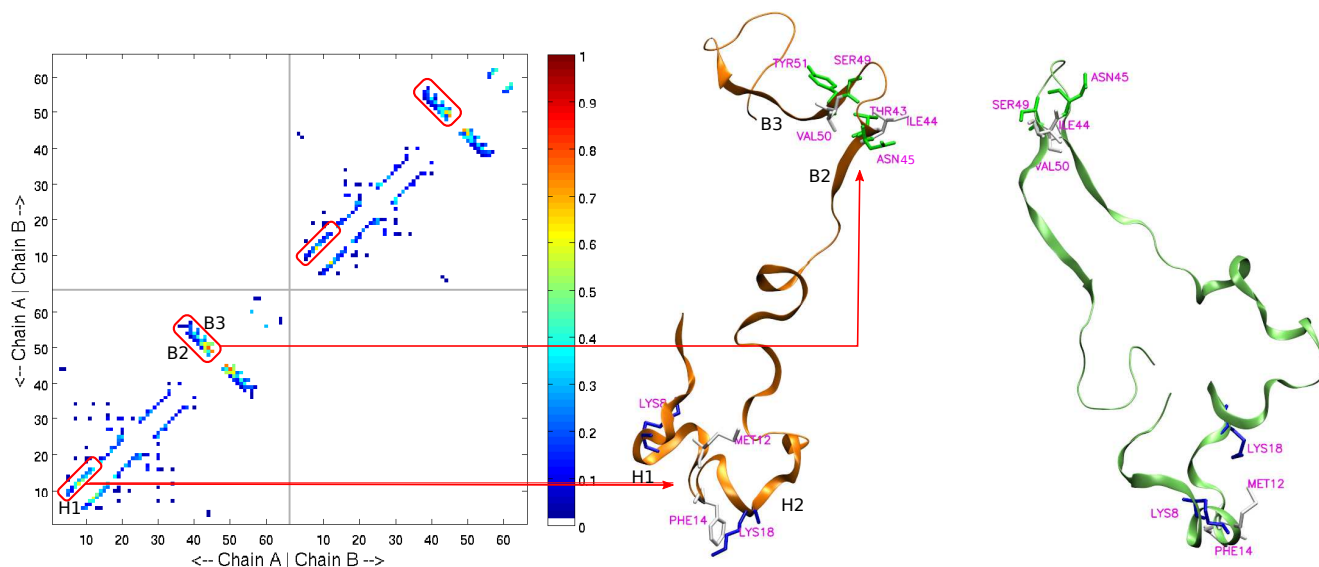 60
50
40
30
20
10
60
50
40
30
20
10
<-- Chain A | Chain B -->
10
20
30
40
50
60
10
20
30
40
50
60
<-- Chain A | Chain B -->
B3
B2
H1
1
0.9
0.8
0.7
0.6
0.5
0.4
0.3
0.2
0.1
0
TYR51
SER49
B3
VAL50
THR43
ILE44
ASN45
B2
LYS8
MET12
H1
H2
PHE14
LYS18
ASN45
SER49
ILE44
VAL50
LYS18
MET12
LYS8
PHE14